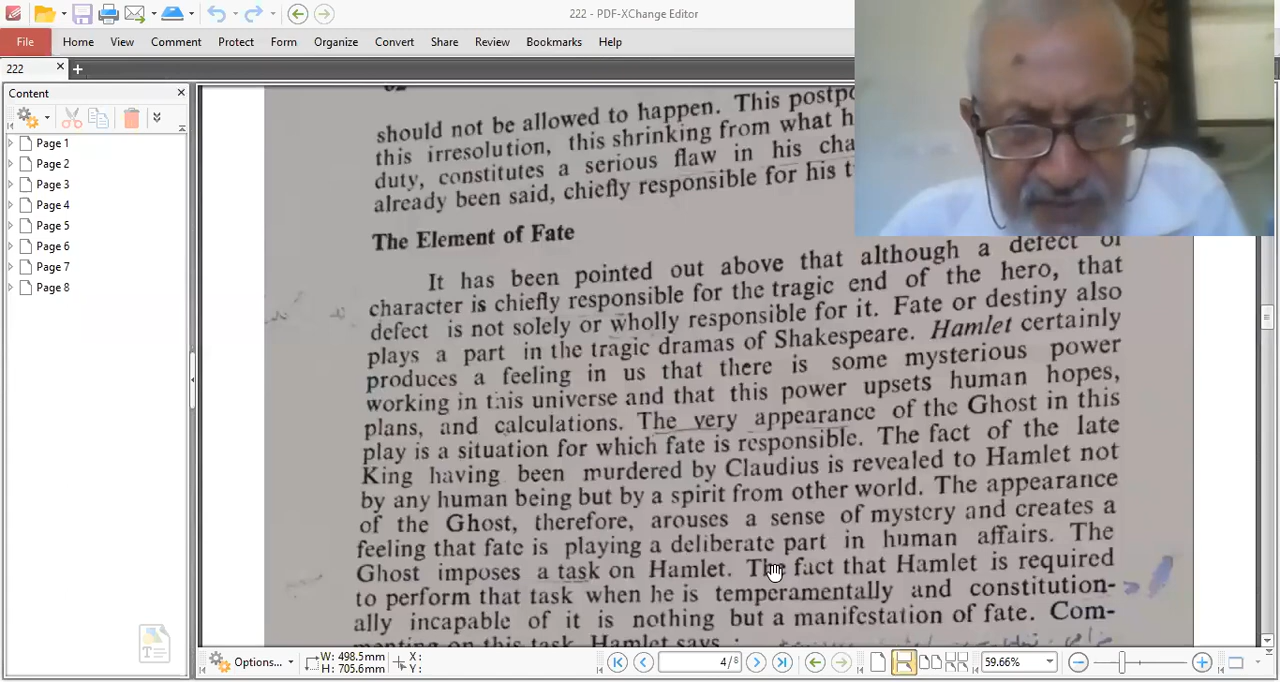 222 - PDF-XChange Editor
File Home View Comment Protect Form Organize Convert Share Review Bookmarks Help
222
Content
Page 1
Page 2
Page 3
Page 4
Page 5
Page 6
Page 7
Page 8
should not be allowed to happen. This postpo
this irresolution, this shrinking from what h
duty, constitutes a serious flaw in his cha
already been said, chiefly responsible for his t
The Element of Fate
It has been pointed out above that although a defect of
character is chiefly responsible for the tragic end of the hero, that
defect is not solely or wholly responsible for it. Fate or destiny also
plays a part in the tragic dramas of Shakespeare. Hamlet certainly
produces a feeling in us that there is some mysterious power
working in this universe and that this power upsets human hopes,
plans, and calculations. The very appearance of the Ghost in this
play is a situation for which fate is responsible. The fact of the late
King having been murdered by Claudius is revealed to Hamlet not
by any human being but by a spirit from other world. The appearance
of the Ghost, therefore, arouses a sense of mystery and creates a
feeling that fate is playing a deliberate part in human affairs. The
Ghost imposes a task on Hamlet. The fact that Hamlet is required
to perform that task when he is temperamentally and constitution-
ally incapable of it is nothing but a manifestation of fate. Com-
menting on this task, Hamlet says :
Options...
W: 498.5mm
H: 705.6mm
X:
Y:
4/8
59.66%